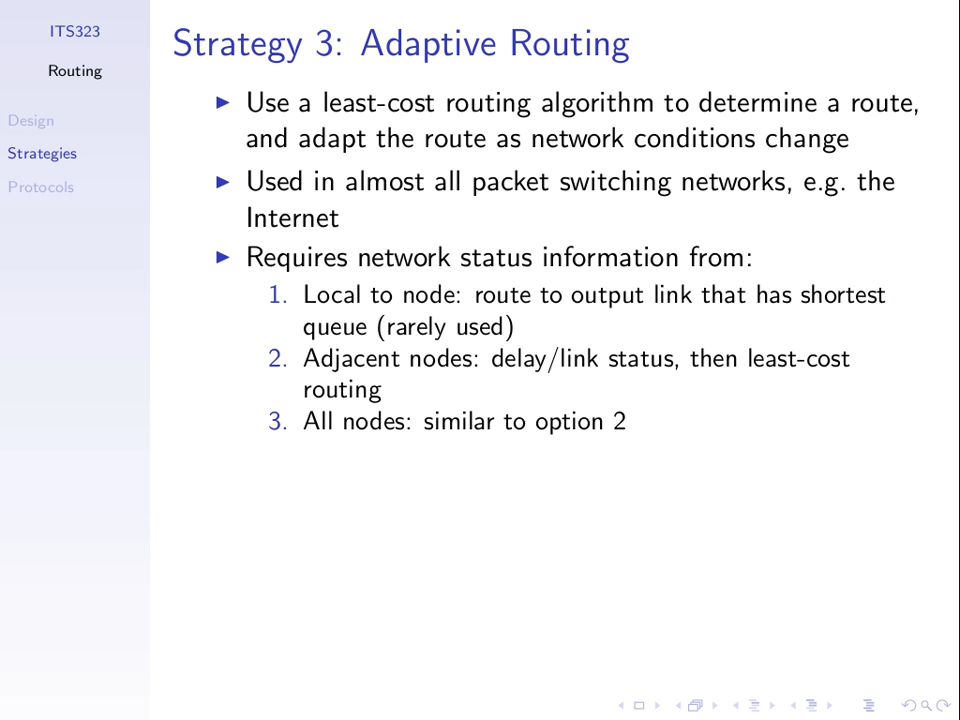 ITS323
Routing
Design
Strategies
Protocols
Strategy 3: Adaptive Routing
Use a least-cost routing algorithm to determine a route,
and adapt the route as network conditions change
Used in almost all packet switching networks, e.g. the
Internet
Requires network status information from:
1. Local to node: route to output link that has shortest
queue (rarely used)
2. Adjacent nodes: delay/link status, then least-cost
routing
3. All nodes: similar to option 2